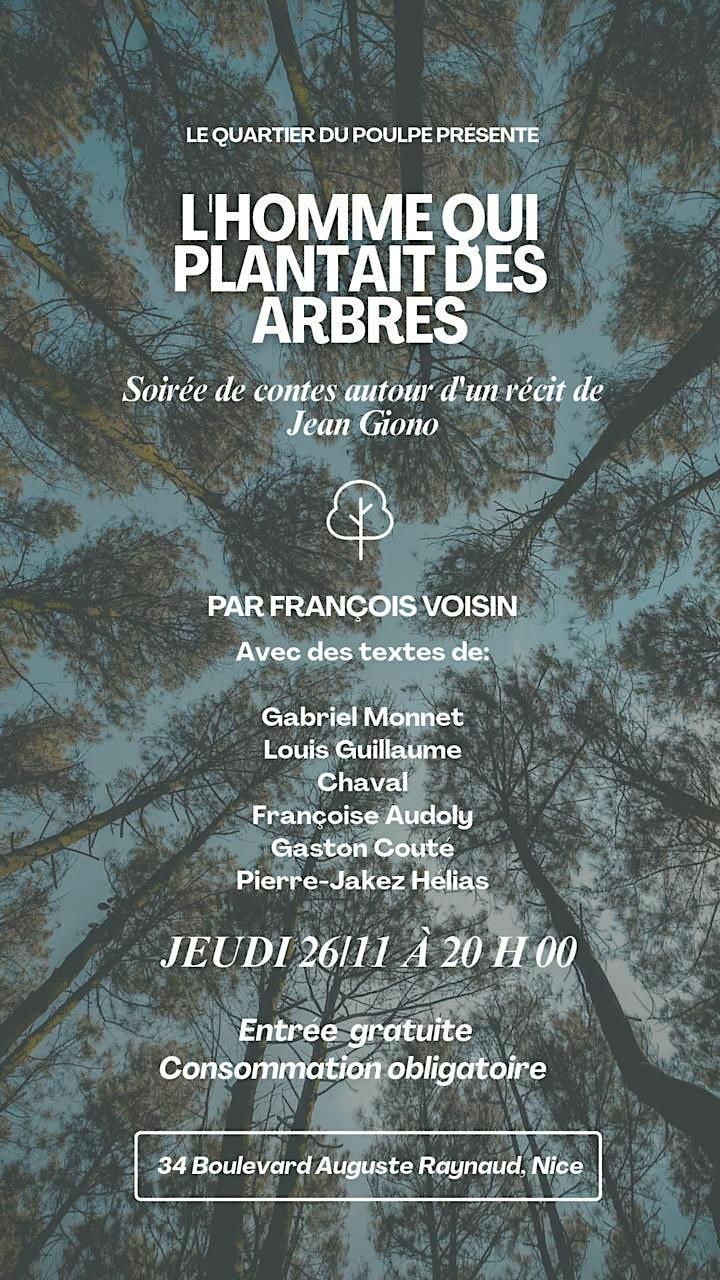 LE QUARTIER DU POULPE PRÉSENTE
L'HOMME QUI
PLANTAIT DES
ARBRES
Soirée de contes autour d'un récit de
Jean Giono
PAR FRANÇOIS VOISIN
Avec des textes de:
Gabriel Monnet
Louis Guillaume
Chaval
Françoise Audoly
Gaston Couté
Pierre-Jakez Hélias
JEUDI 26/11 À 20 H 00
Entrée gratuite
Consommation obligatoire
34 Boulevard Auguste Raynaud, Nice